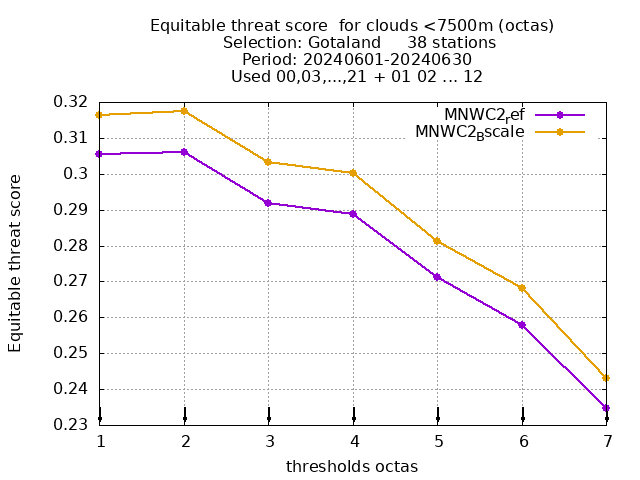 Equitable threat score  for clouds <7500m (octas)
Selection: Gotaland     38 stations
Period: 20240601-20240630
Used 00,03,...,21 + 01 02 ... 12
MNWC2ref
MNWC2Bscale
0.32
0.31
0.3
0.29
0.28
0.27
0.26
0.25
0.24
0.23
Equitable threat score
1 2 3 4 5 6 7
thresholds octas